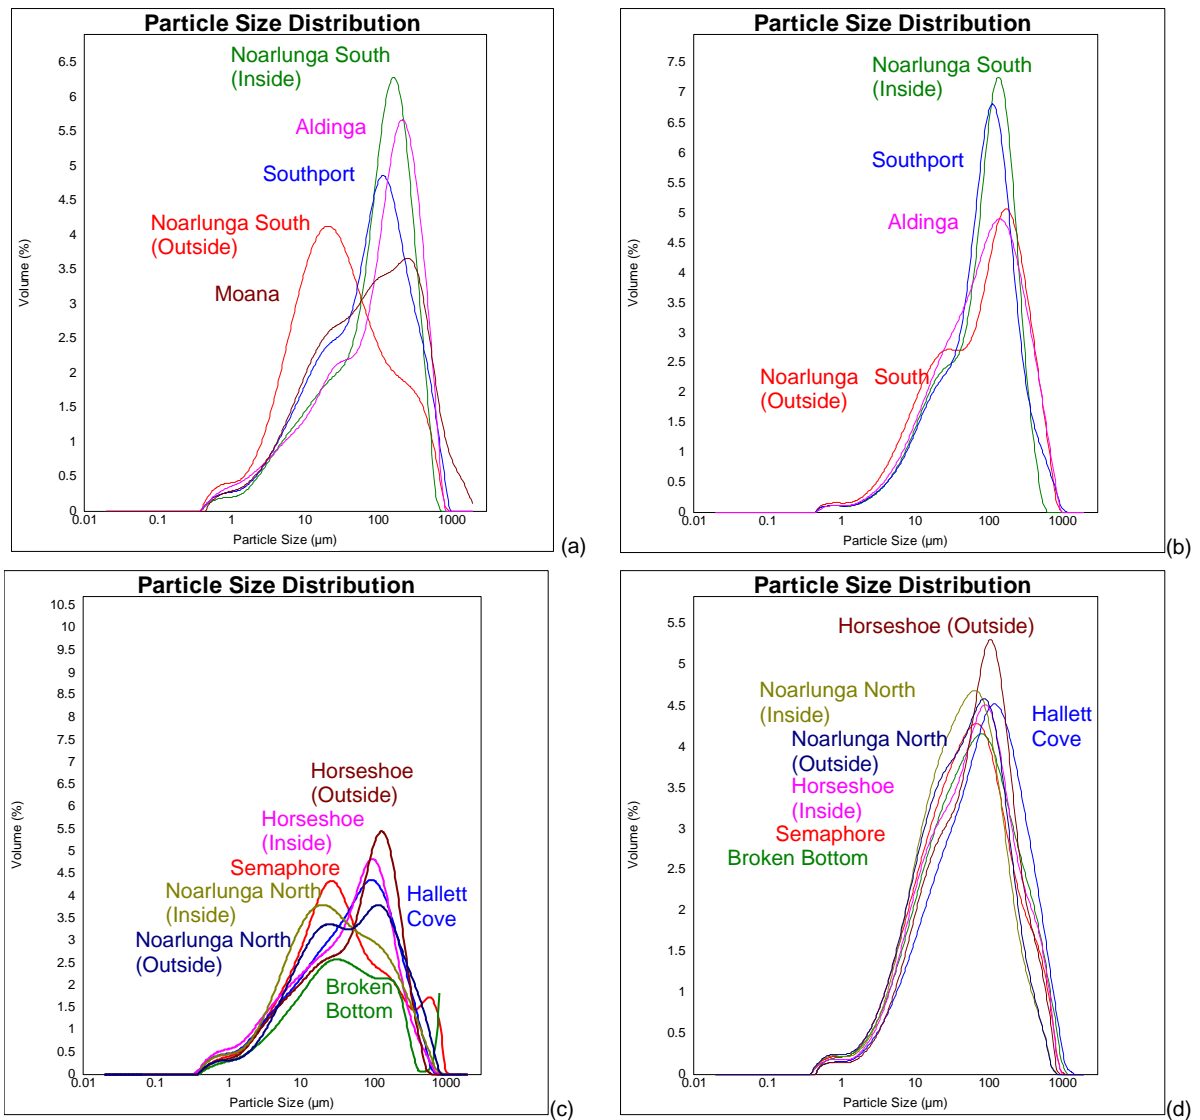 Particle Size Distribution
Noarlunga South
(Inside)
Aldinga
Southport
Noarlunga South
(Outside)
Moana
Volume (%)
6.5
6
5.5
5
4.5
4
3.5
3
2.5
2
1.5
1
0.5
0
0.01 0.1 1 10 100 1000
Particle Size (µm)
(a)
Particle Size Distribution
Noarlunga South
(Inside)
Southport
Aldinga
Noarlunga South
(Outside)
Volume (%)
7.5
7
6.5
6
5.5
5
4.5
4
3.5
3
2.5
2
1.5
1
0.5
0
0.01 0.1 1 10 100 1000
Particle Size (µm)
(b)
Particle Size Distribution
Horseshoe
(Outside)
Horseshoe
(Inside)
Semaphore
Noarlunga North
(Inside)
Hallett
Cove
Noarlunga North
(Outside)
Broken
Bottom
Volume (%)
10.5
10
9.5
9
8.5
8
7.5
7
6.5
6
5.5
5
4.5
4
3.5
3
2.5
2
1.5
1
0.5
0
0.01 0.1 1 10 100 1000
Particle Size (µm)
(c)
Particle Size Distribution
Horseshoe (Outside)
Noarlunga North
(Inside)
Hallett
Cove
Noarlunga North
(Outside)
Horseshoe
(Inside)
Semaphore
Broken Bottom
Volume (%)
5.5
5
4.5
4
3.5
3
2.5
2
1.5
1
0.5
0
0.01 0.1 1 10 100 1000
Particle Size (µm)
(d)